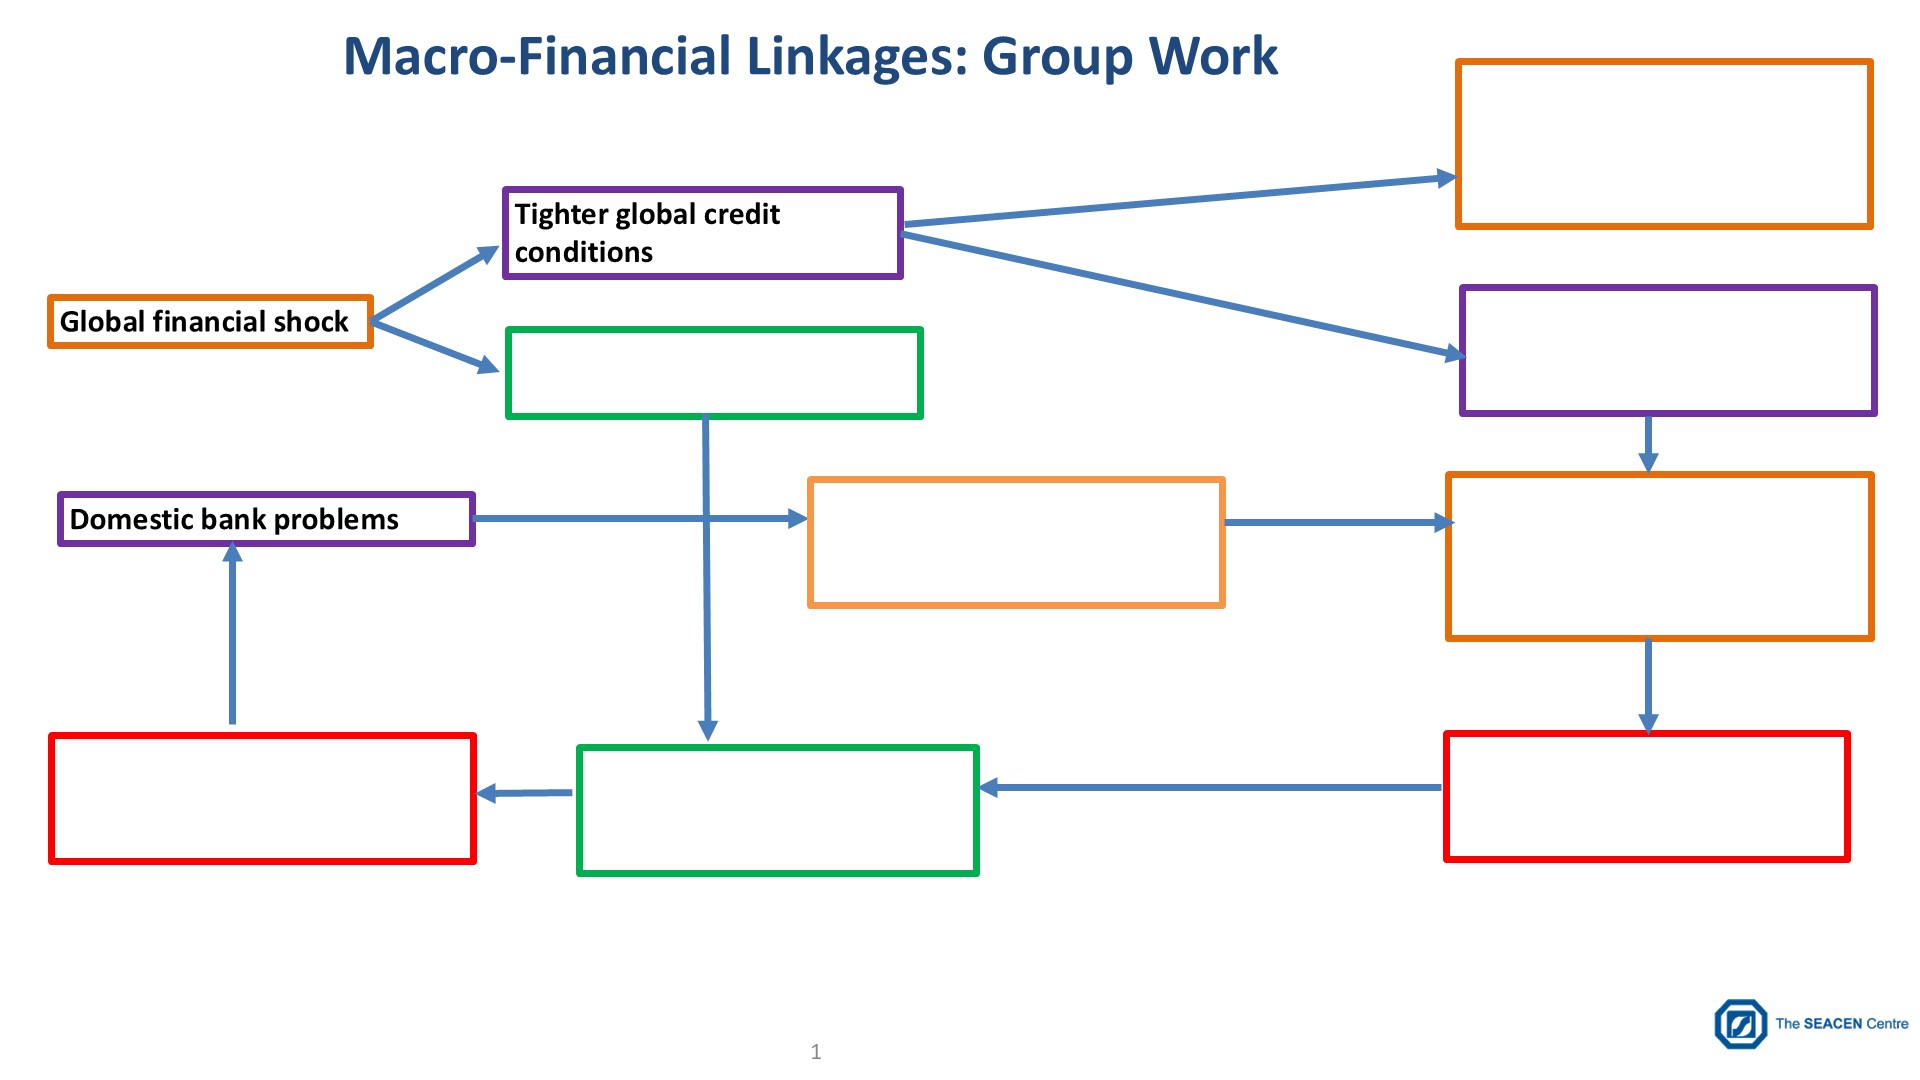 Macro-Financial Linkages: Group Work
Tighter global credit
conditions
Global financial shock
Domestic bank problems
The SEACEN Centre
1